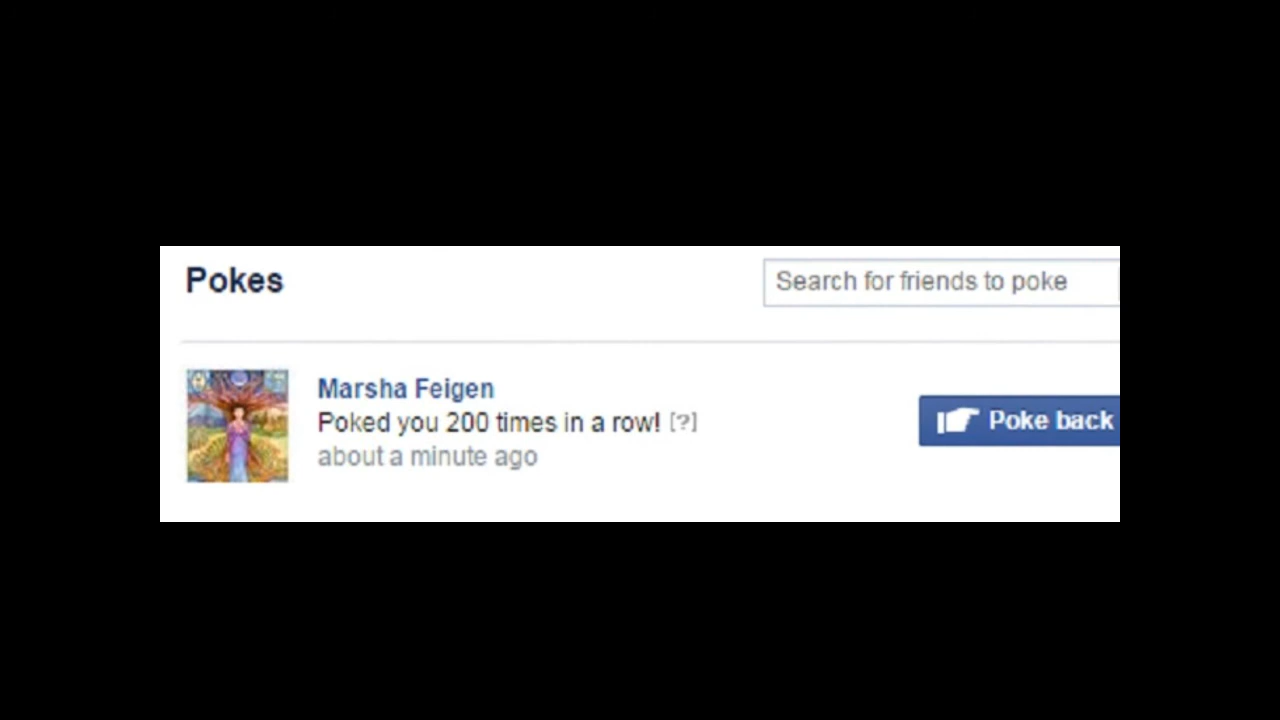 Pokes
Search for friends to poke
Marsha Feigen
Poked you 200 times in a row! [?]
about a minute ago
Poke back